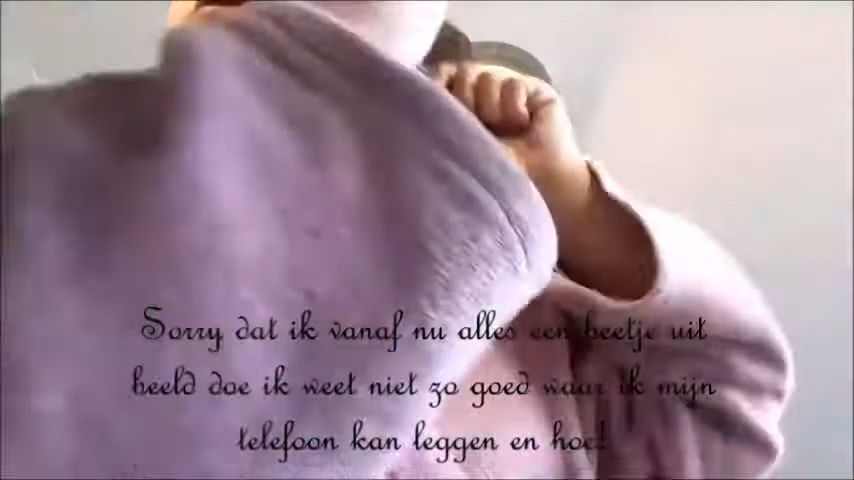 Sorry dat ik vanaf nu alles een beetje uit
beeld doe ik weet niet zo goed waar ik mijn
telefoon kan leggen en hoe!